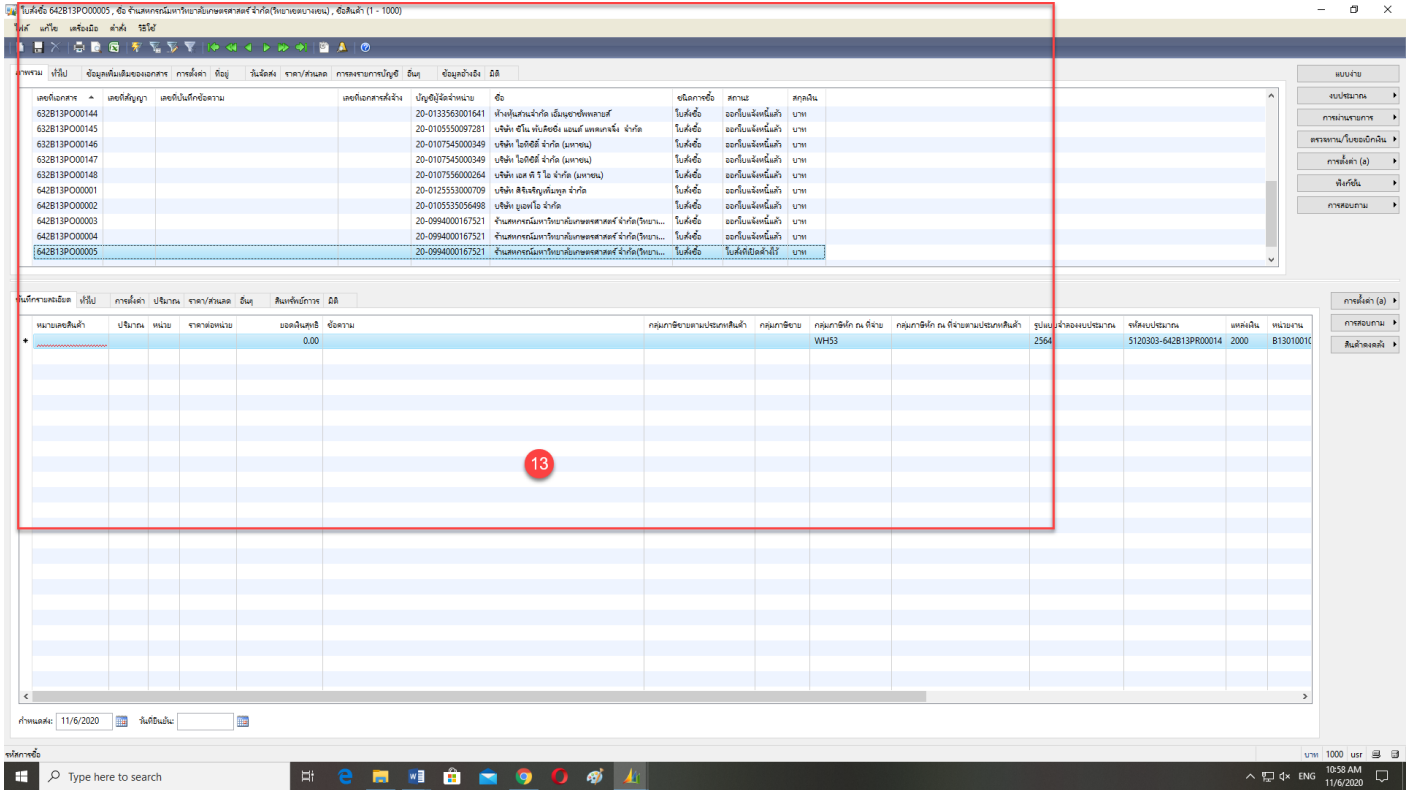 ใบสั่งซื้อ 642B13PO00005 , ชื่อ ร้านสหกรณ์มหาวิทยาลัยเกษตรศาสตร์ จำกัด(วิทยาเขตบางเขน) , ชื่อสินค้า (1 - 1000)
ไฟล์ แก้ไข เครื่องมือ คำสั่ง วิธีใช้
ภาพรวม ทั่วไป ข้อมูลเพิ่มเติมของเอกสาร การตั้งค่า ที่อยู่ วันจัดส่ง ราคา/ส่วนลด การลงรายการบัญชี อื่นๆ ข้อมูลอ้างอิง มิติ
แบบง่าย
งบประมาณ
การผ่านรายการ
ตรวจทาน/ใบขอเบิกเงิน
การตั้งค่า (a)
ฟังก์ชั่น
การสอบถาม
เลขที่เอกสาร เลขที่สัญญา เลขที่บันทึกข้อความ เลขที่เอกสารสั่งจ้าง บัญชีผู้จัดจำหน่าย ชื่อ ชนิดการซื้อ สถานะ สกุลเงิน
632B13PO00144 20-0133563001641 ห้างหุ้นส่วนจำกัด เอ็มนุชาซัพพลายส์ ใบสั่งซื้อ ออกใบแจ้งหนี้แล้ว บาท
632B13PO00145 20-0105550097281 บริษัท ซีโน พับลิชชิ่ง แอนด์ แพคเกจจิ้ง จำกัด ใบสั่งซื้อ ออกใบแจ้งหนี้แล้ว บาท
632B13PO00146 20-0107545000349 บริษัท ไอทีซิตี้ จำกัด (มหาชน) ใบสั่งซื้อ ออกใบแจ้งหนี้แล้ว บาท
632B13PO00147 20-0107545000349 บริษัท ไอทีซิตี้ จำกัด (มหาชน) ใบสั่งซื้อ ออกใบแจ้งหนี้แล้ว บาท
632B13PO00148 20-0107556000264 บริษัท เอส พี วี ไอ จำกัด (มหาชน) ใบสั่งซื้อ ออกใบแจ้งหนี้แล้ว บาท
642B13PO00001 20-0125553000709 บริษัท สิริเจริญเพิ่มพูล จำกัด ใบสั่งซื้อ ออกใบแจ้งหนี้แล้ว บาท
642B13PO00002 20-0105535056498 บริษัท ยูเอฟโอ จำกัด ใบสั่งซื้อ ออกใบแจ้งหนี้แล้ว บาท
642B13PO00003 20-0994000167521 ร้านสหกรณ์มหาวิทยาลัยเกษตรศาสตร์ จำกัด(วิทยาเ... ใบสั่งซื้อ ออกใบแจ้งหนี้แล้ว บาท
642B13PO00004 20-0994000167521 ร้านสหกรณ์มหาวิทยาลัยเกษตรศาสตร์ จำกัด(วิทยาเ... ใบสั่งซื้อ ออกใบแจ้งหนี้แล้ว บาท
642B13PO00005 20-0994000167521 ร้านสหกรณ์มหาวิทยาลัยเกษตรศาสตร์ จำกัด(วิทยาเ... ใบสั่งซื้อ ใบสั่งที่เปิดค้างไว้ บาท
บันทึกรายละเอียด ทั่วไป การตั้งค่า ปริมาณ ราคา/ส่วนลด อื่นๆ สินทรัพย์ถาวร มิติ
การตั้งค่า (a)
การสอบถาม
สินค้าคงคลัง
หมายเลขสินค้า ปริมาณ หน่วย ราคาต่อหน่วย ยอดเงินสุทธิ ข้อความ กลุ่มภาษีขายตามประเภทสินค้า กลุ่มภาษีขาย กลุ่มภาษีหัก ณ ที่จ่าย กลุ่มภาษีหัก ณ ที่จ่ายตามประเภทสินค้า รูปแบบจำลองงบประมาณ รหัสงบประมาณ แหล่งเงิน หน่วยงาน
0.00 WH53 2564 5120303-642B13PR00014 2000 B13010010
13
กำหนดส่ง: 11/6/2020 วันที่ยืนยัน:
รหัสการซื้อ
บาท 1000 usr
Type here to search
ENG
10:58 AM
11/6/2020